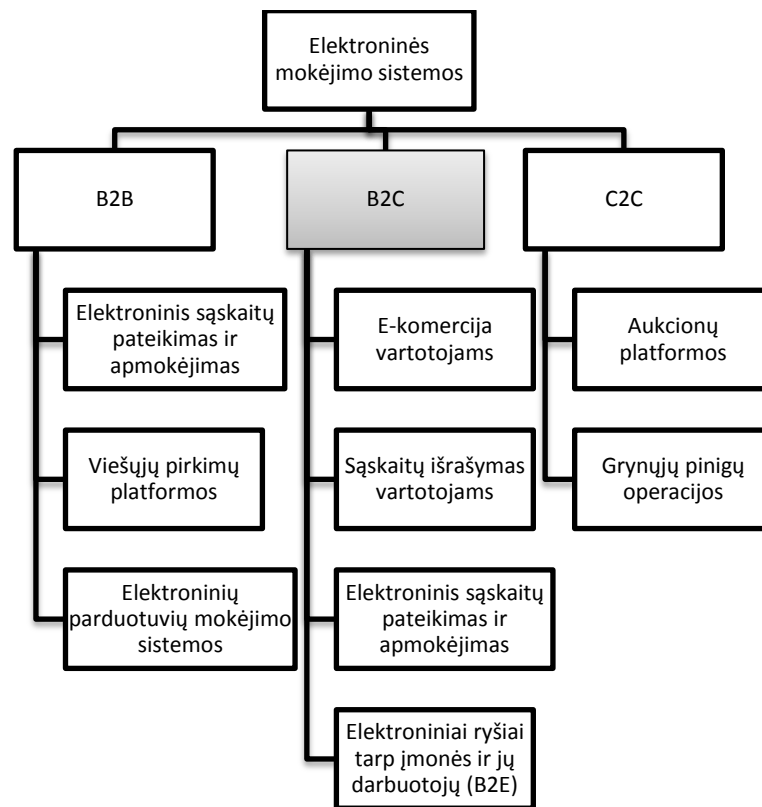 Elektroninės
mokėjimo sistemos
B2B
B2C
C2C
Elektroninis sąskaitų
pateikimas ir
apmokėjimas
Viešųjų pirkimų
platformos
Elektroninių
parduotuvių mokėjimo
sistemos
E-komercija
vartotojams
Sąskaitų išrašymas
vartotojams
Elektroninis sąskaitų
pateikimas ir
apmokėjimas
Elektroniniai ryšiai
tarp įmonės ir jų
darbuotojų (B2E)
Aukcionų
platformos
Grynųjų pinigų
operacijos